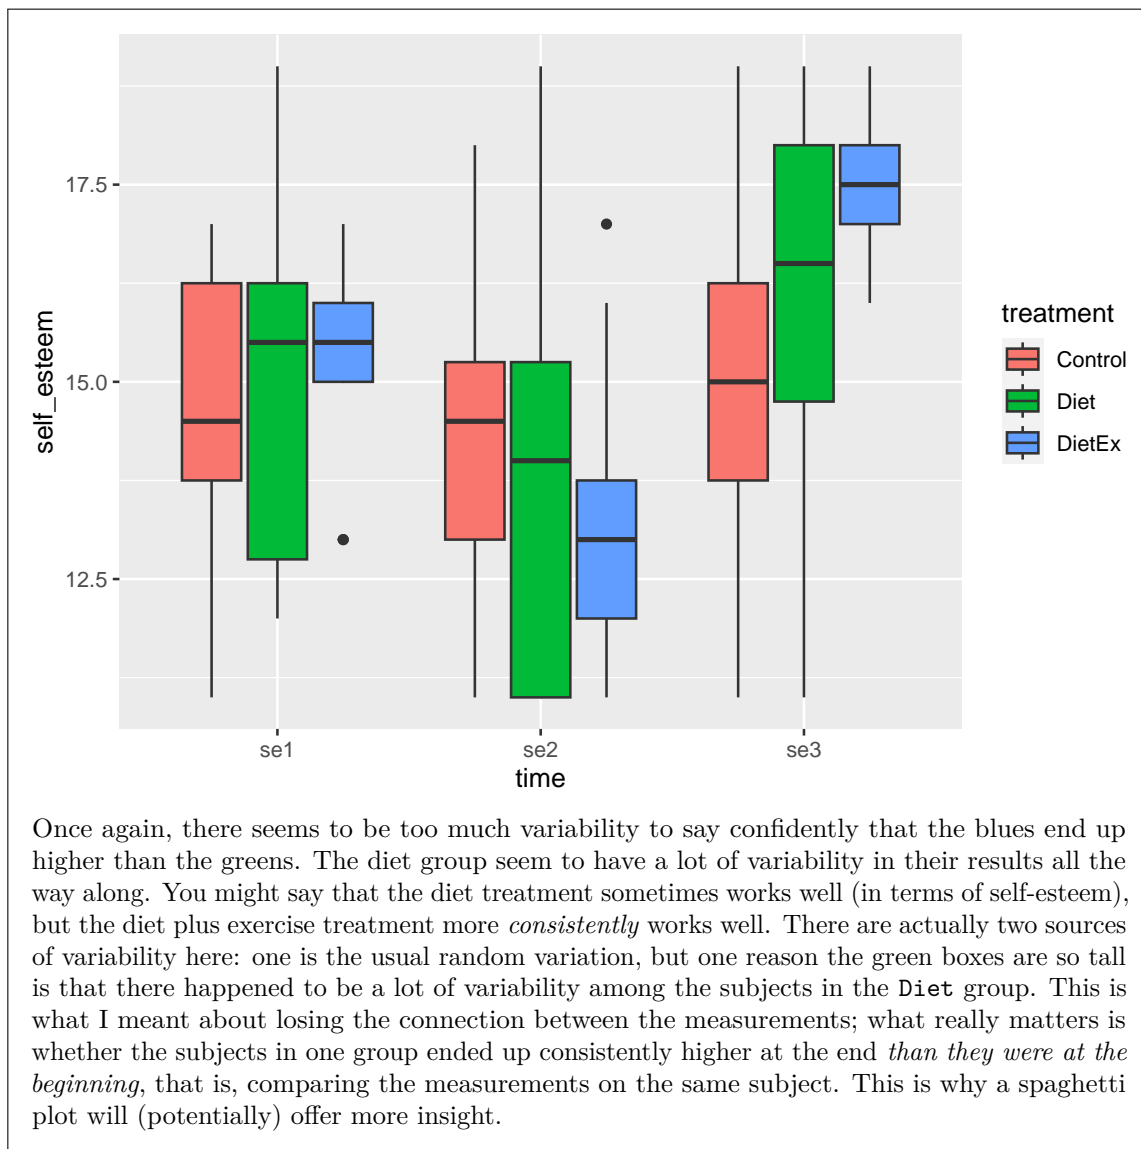 17.5
15.0
12.5
self_esteem
se1
se2
se3
time
treatment
Control
Diet
DietEx
Once again, there seems to be too much variability to say confidently that the blues end up
higher than the greens. The diet group seem to have a lot of variability in their results all the
way along. You might say that the diet treatment sometimes works well (in terms of self-esteem),
but the diet plus exercise treatment more consistently works well. There are actually two sources
of variability here: one is the usual random variation, but one reason the green boxes are so tall
is that there happened to be a lot of variability among the subjects in the Diet group. This is
what I meant about losing the connection between the measurements; what really matters is
whether the subjects in one group ended up consistently higher at the end than they were at the
beginning, that is, comparing the measurements on the same subject. This is why a spaghetti
plot will (potentially) offer more insight.